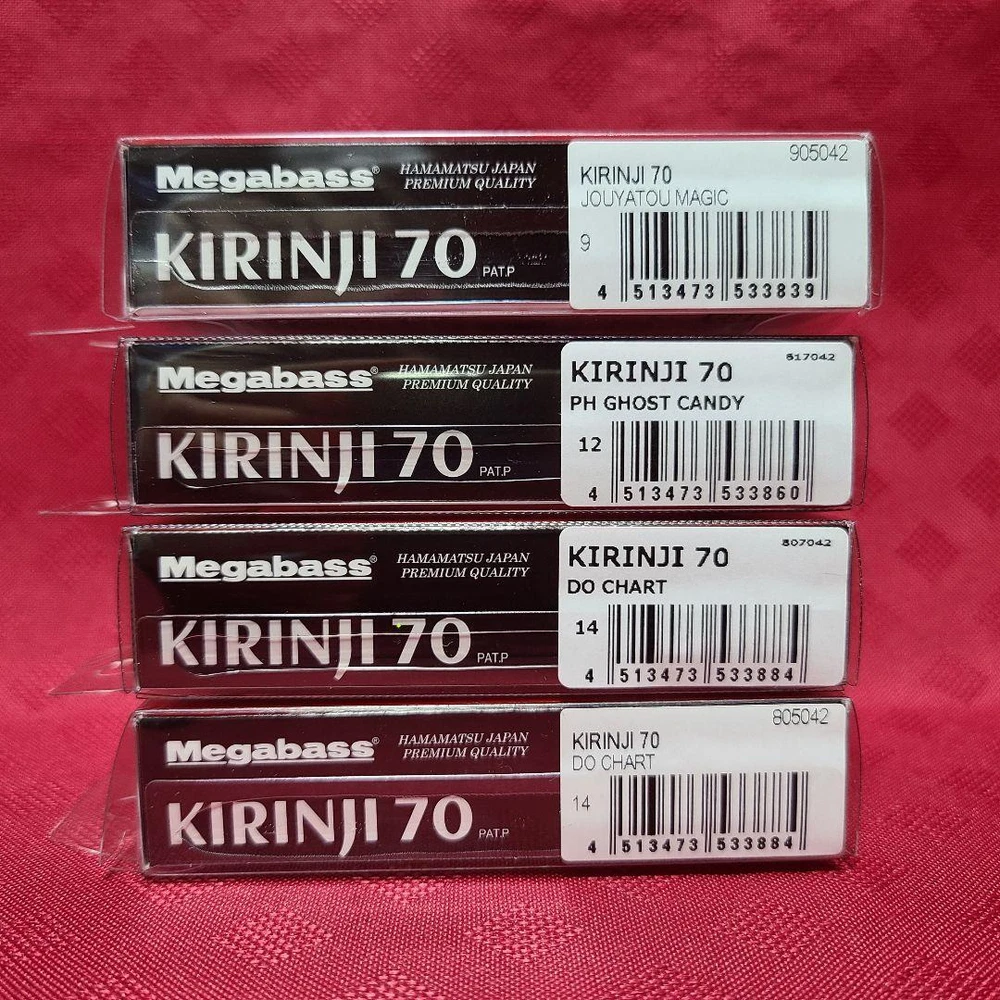 Megabass®
HAMAMATSU JAPAN
PREMIUM QUALITY
KIRINJI 70 PAT.P
905042
KIRINJI 70
JOUYATOU MAGIC
9
4 513473 533839
Megabass®
HAMAMATSU JAPAN
PREMIUM QUALITY
KIRINJI 70 PAT.P
617042
KIRINJI 70
PH GHOST CANDY
12
4 513473 533860
Megabass®
HAMAMATSU JAPAN
PREMIUM QUALITY
KIRINJI 70 PAT.P
807042
KIRINJI 70
DO CHART
14
4 513473 533884
Megabass®
HAMAMATSU JAPAN
PREMIUM QUALITY
KIRINJI 70 PAT.P
805042
KIRINJI 70
DO CHART
14
4 513473 533884